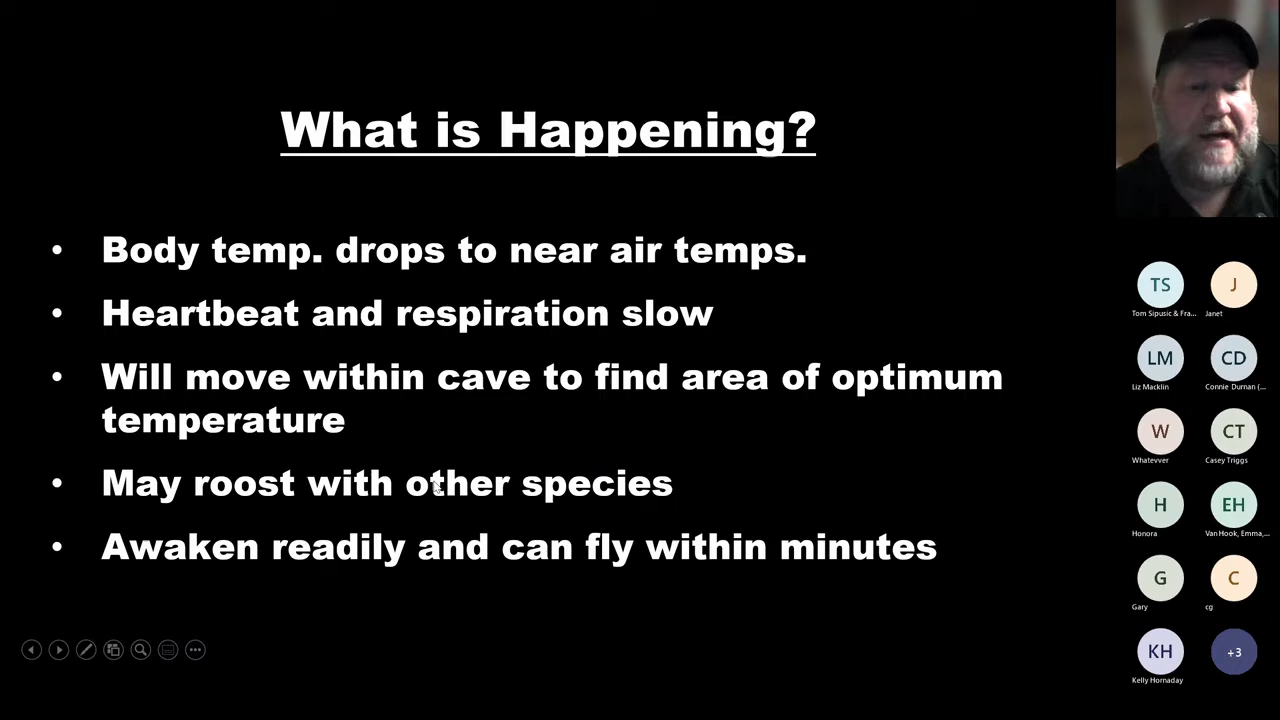 What is Happening?
• Body temp. drops to near air temps.
• Heartbeat and respiration slow
• Will move within cave to find area of optimum
temperature
• May roost with other species
• Awaken readily and can fly within minutes
TS J
Tom Sipusic & Fra... Janet
LM CD
Liz Macklin Connie Durnan (...
W CT
Whatevver Casey Triggs
H EH
Honora Van Hook, Emma,...
G C
Gary cg
KH +3
Kelly Hornaday